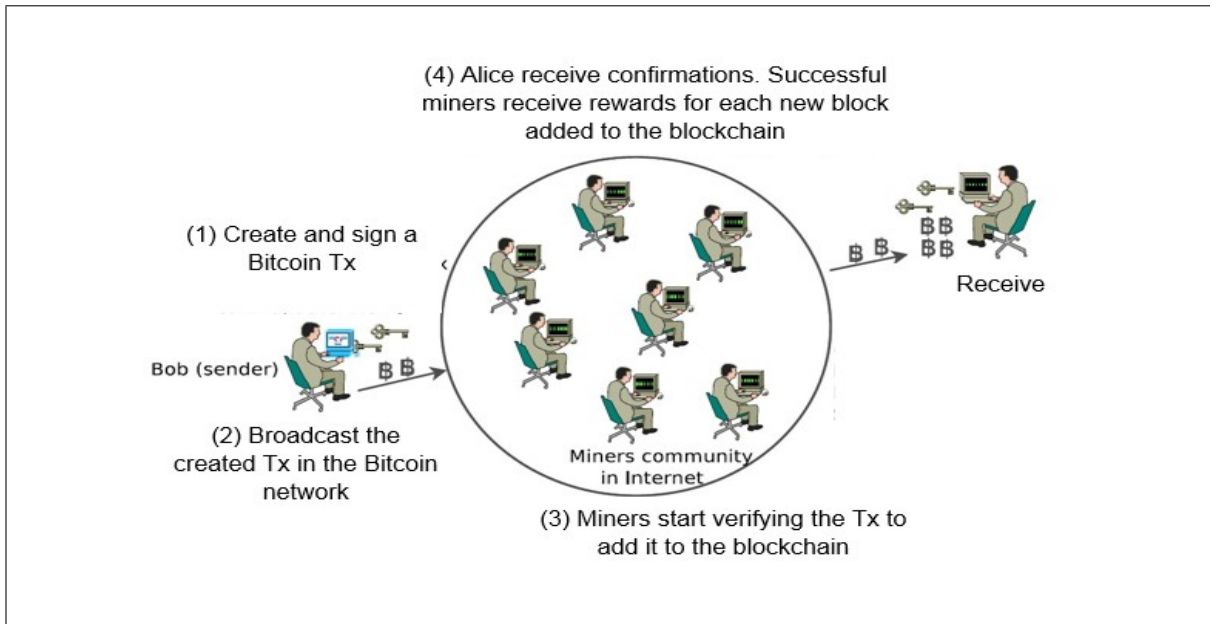 (4) Alice receive confirmations. Successful
miners receive rewards for each new block
added to the blockchain
(1) Create and sign a
Bitcoin Tx
Receive
Bob (sender)
(2) Broadcast the
created Tx in the Bitcoin
network
Miners community
in Internet
(3) Miners start verifying the Tx to
add it to the blockchain